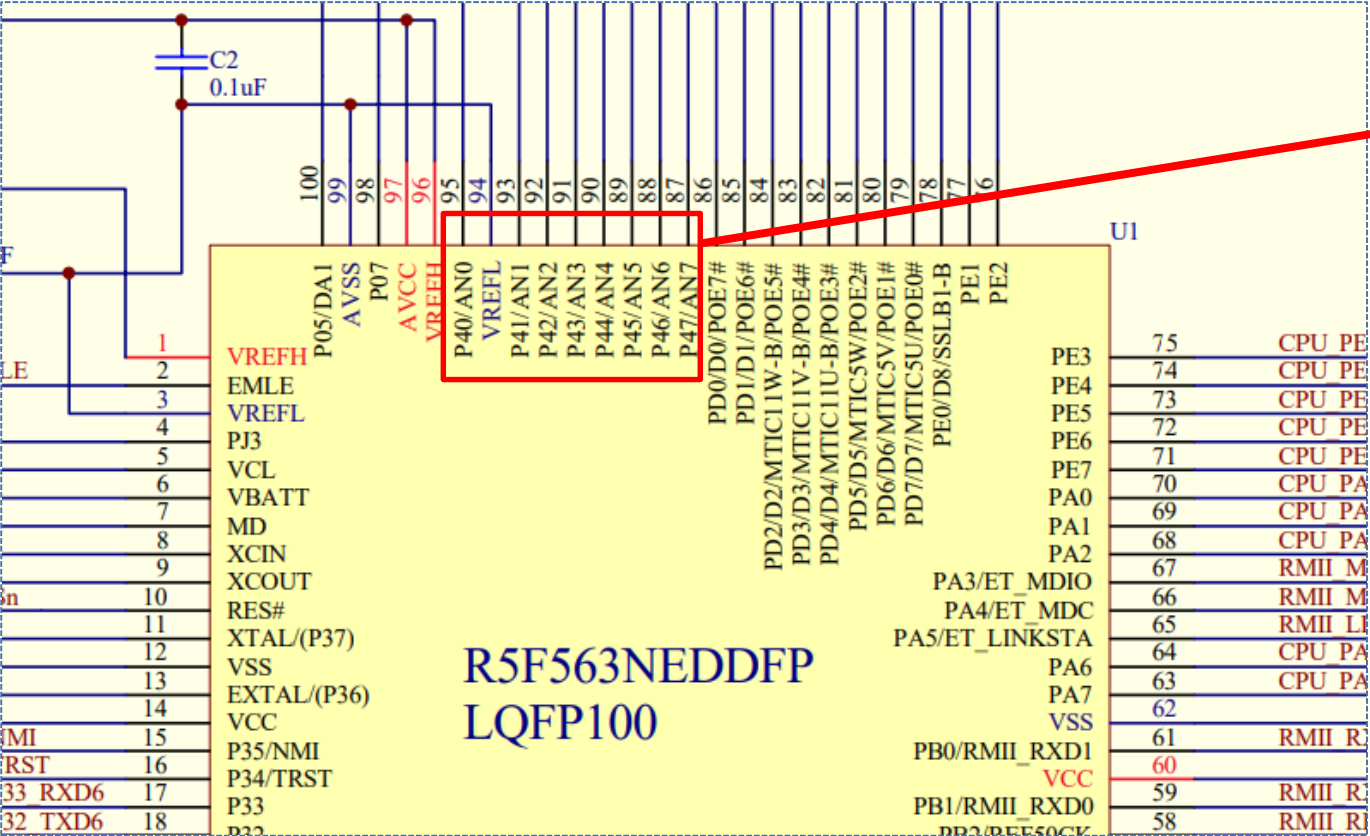 C2
0.1uF
F
100
99
98
97
96
95
94
93
92
91
90
89
88
87
86
85
84
83
82
81
80
79
78
77
76
U1
P05/DA1
AVSS
P07
AVCC
VREFH
P40/AN0
VREFL
P41/AN1
P42/AN2
P43/AN3
P44/AN4
P45/AN5
P46/AN6
P47/AN7
PD0/D0/POE7#
PD1/D1/POE6#
PD2/D2/MTIC11W-B/POE5#
PD3/D3/MTIC11V-B/POE4#
PD4/D4/MTIC11U-B/POE3#
PD5/D5/MTIC5W/POE2#
PD6/D6/MTIC5V/POE1#
PD7/D7/MTIC5U/POE0#
PE0/D8/SSLB1-B
PE1
PE2
1 VREFH
LE 2 EMLE
3 VREFL
4 PJ3
5 VCL
6 VBATT
7 MD
8 XCIN
9 XCOUT
n 10 RES#
11 XTAL/(P37)
12 VSS
13 EXTAL/(P36)
14 VCC
MI 15 P35/NMI
RST 16 P34/TRST
33_RXD6 17 P33
32_TXD6 18 P32
R5F563NEDDFP
LQFP100
PE3 75 CPU_PE
PE4 74 CPU_PE
PE5 73 CPU_PE
PE6 72 CPU_PE
PE7 71 CPU_PE
PA0 70 CPU_PA
PA1 69 CPU_PA
PA2 68 CPU_PA
PA3/ET_MDIO 67 RMII_M
PA4/ET_MDC 66 RMII_M
PA5/ET_LINKSTA 65 RMII_LI
PA6 64 CPU_PA
PA7 63 CPU_PA
VSS 62
PB0/RMII_RXD1 61 RMII_R
VCC 60
PB1/RMII_RXD0 59 RMII_R
PB2/REF50CK 58 RMII_R